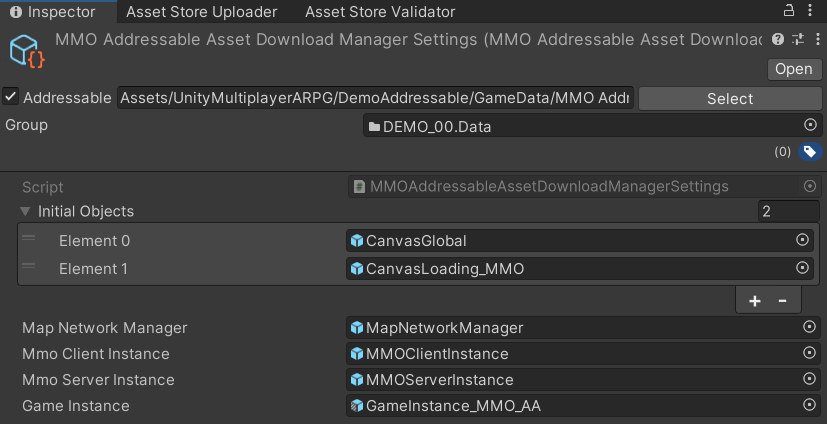 Inspector Asset Store Uploader Asset Store Validator
MMO Addressable Asset Download Manager Settings (MMO Addressable Asset Download
Open
Addressable Assets/UnityMultiplayerARPG/DemoAddressable/GameData/MMO Addr Select
Group DEMO_00.Data
(0)
Script MMOAddressableAssetDownloadManagerSettings
Initial Objects 2
Element 0 CanvasGlobal
Element 1 CanvasLoading_MMO
+ -
Map Network Manager MapNetworkManager
Mmo Client Instance MMOClientInstance
Mmo Server Instance MMOServerInstance
Game Instance GameInstance_MMO_AA